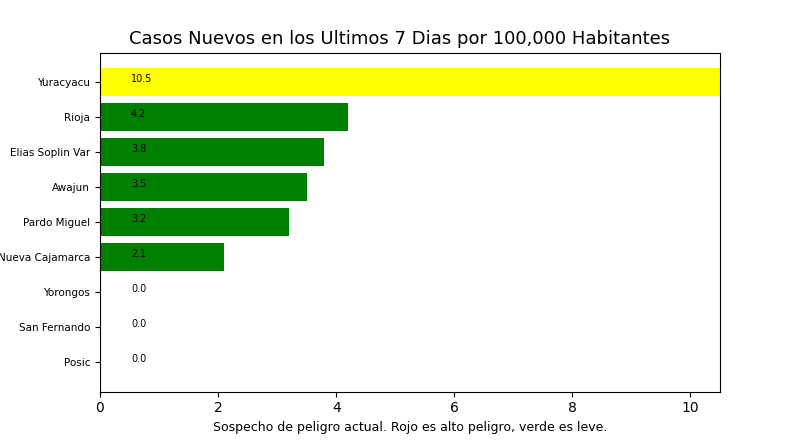 Casos Nuevos en los Ultimos 7 Dias por 100,000 Habitantes
Yuracyacu 10.5
Rioja 4.2
Elias Soplin Var 3.8
Awajun 3.5
Pardo Miguel 3.2
Nueva Cajamarca 2.1
Yorongos 0.0
San Fernando 0.0
Posic 0.0
0 2 4 6 8 10
Sospecho de peligro actual. Rojo es alto peligro, verde es leve.